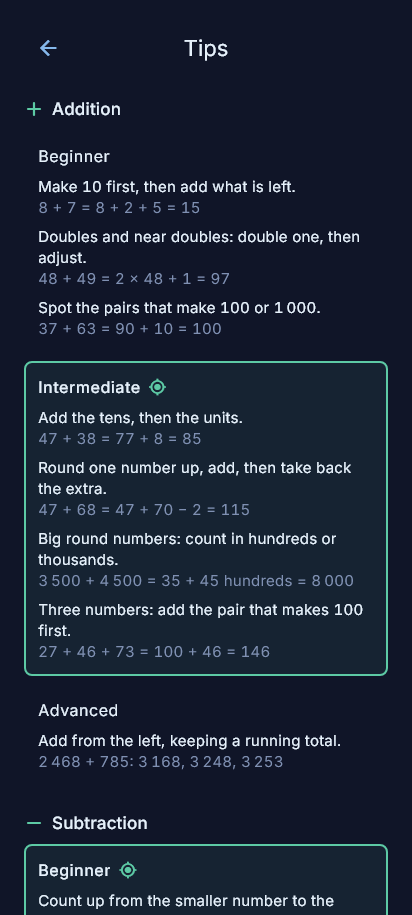 Tips
Addition
Beginner
Make 10 first, then add what is left.
8 + 7 = 8 + 2 + 5 = 15
Doubles and near doubles: double one, then
adjust.
48 + 49 = 2 × 48 + 1 = 97
Spot the pairs that make 100 or 1 000.
37 + 63 = 90 + 10 = 100
Intermediate
Add the tens, then the units.
47 + 38 = 77 + 8 = 85
Round one number up, add, then take back
the extra.
47 + 68 = 47 + 70 − 2 = 115
Big round numbers: count in hundreds or
thousands.
3 500 + 4 500 = 35 + 45 hundreds = 8 000
Three numbers: add the pair that makes 100
first.
27 + 46 + 73 = 100 + 46 = 146
Advanced
Add from the left, keeping a running total.
2 468 + 785: 3 168, 3 248, 3 253
Subtraction
Beginner
Count up from the smaller number to the